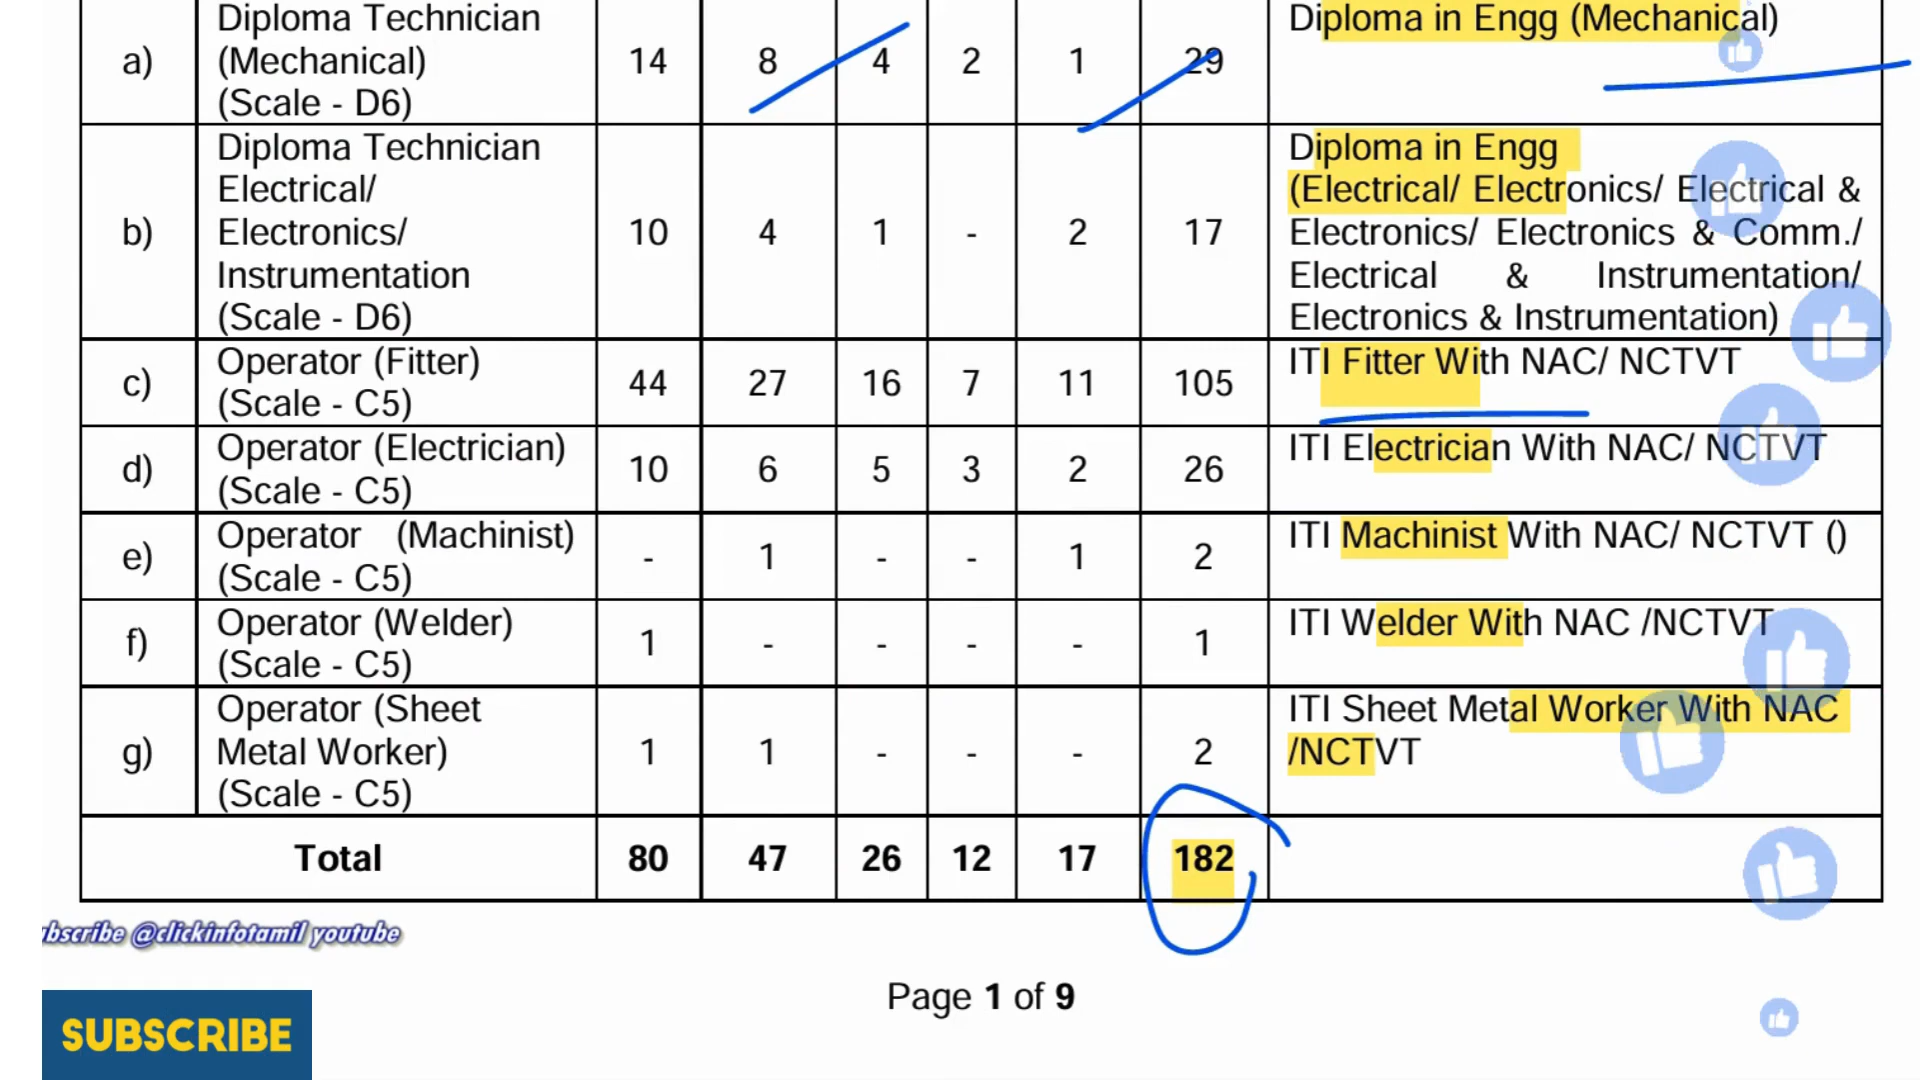 a) Diploma Technician (Mechanical) (Scale - D6) 14 8 4 2 1 29 Diploma in Engg (Mechanical)
b) Diploma Technician Electrical/ Electronics/ Instrumentation (Scale - D6) 10 4 1 - 2 17 Diploma in Engg (Electrical/ Electronics/ Electrical & Electronics/ Electronics & Comm./ Electrical & Instrumentation/ Electronics & Instrumentation)
c) Operator (Fitter) (Scale - C5) 44 27 16 7 11 105 ITI Fitter With NAC/ NCTVT
d) Operator (Electrician) (Scale - C5) 10 6 5 3 2 26 ITI Electrician With NAC/ NCTVT
e) Operator (Machinist) (Scale - C5) - 1 - - 1 2 ITI Machinist With NAC/ NCTVT ()
f) Operator (Welder) (Scale - C5) 1 - - - - 1 ITI Welder With NAC /NCTVT
g) Operator (Sheet Metal Worker) (Scale - C5) 1 1 - - - 2 ITI Sheet Metal Worker With NAC /NCTVT
Total 80 47 26 12 17 182
bscribe @clickinfotamil youtube
Page 1 of 9
SUBSCRIBE